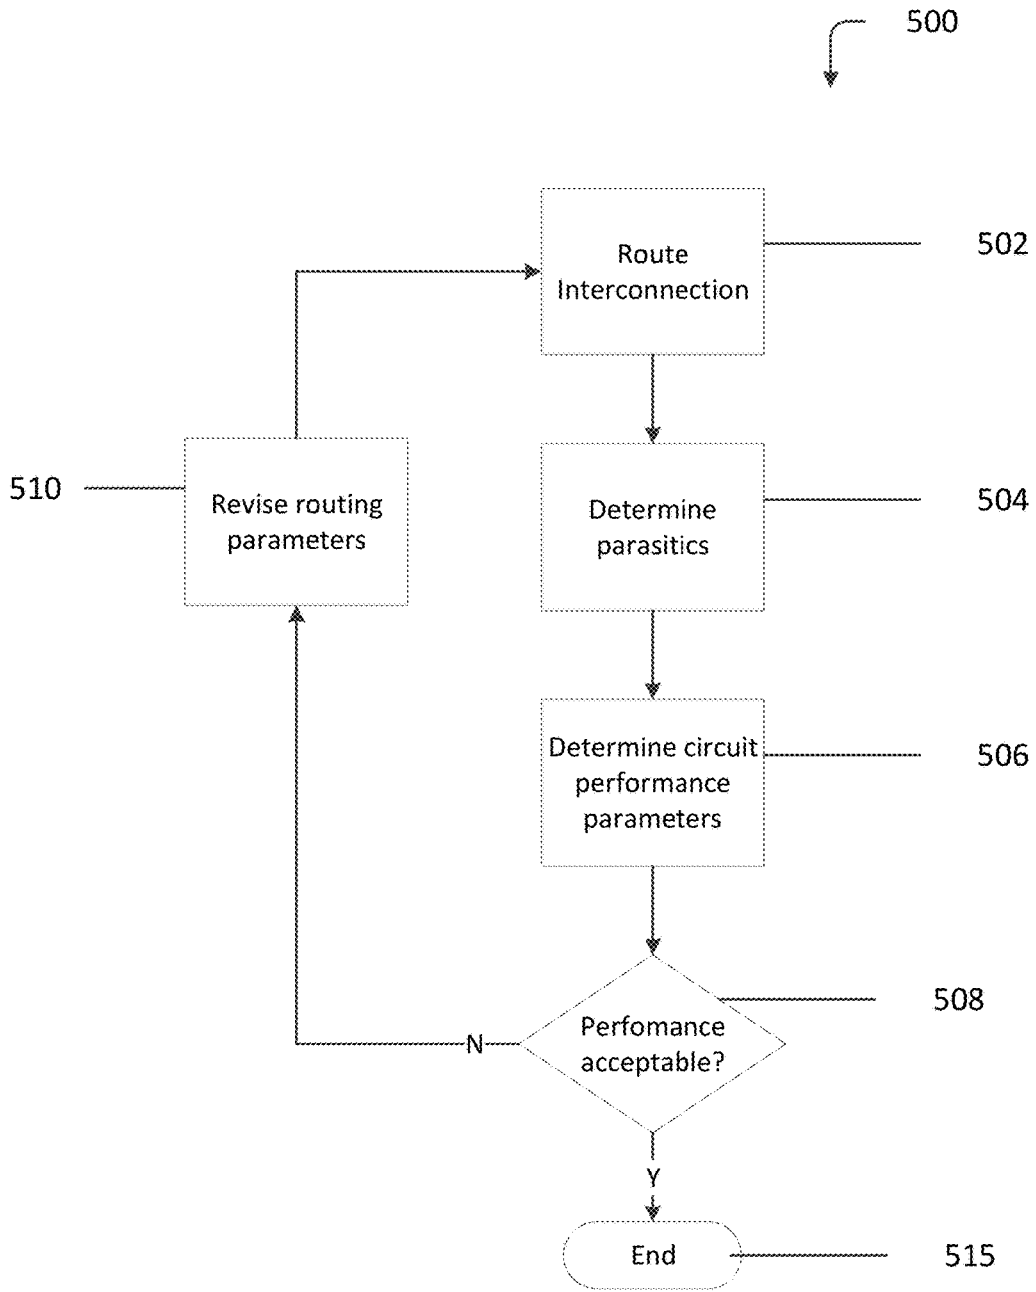 500
Route
Interconnection
502
Revise routing
parameters
510
Determine
parasitics
504
Determine circuit
performance
parameters
506
Perfomance
acceptable?
508
N
Y
End
515